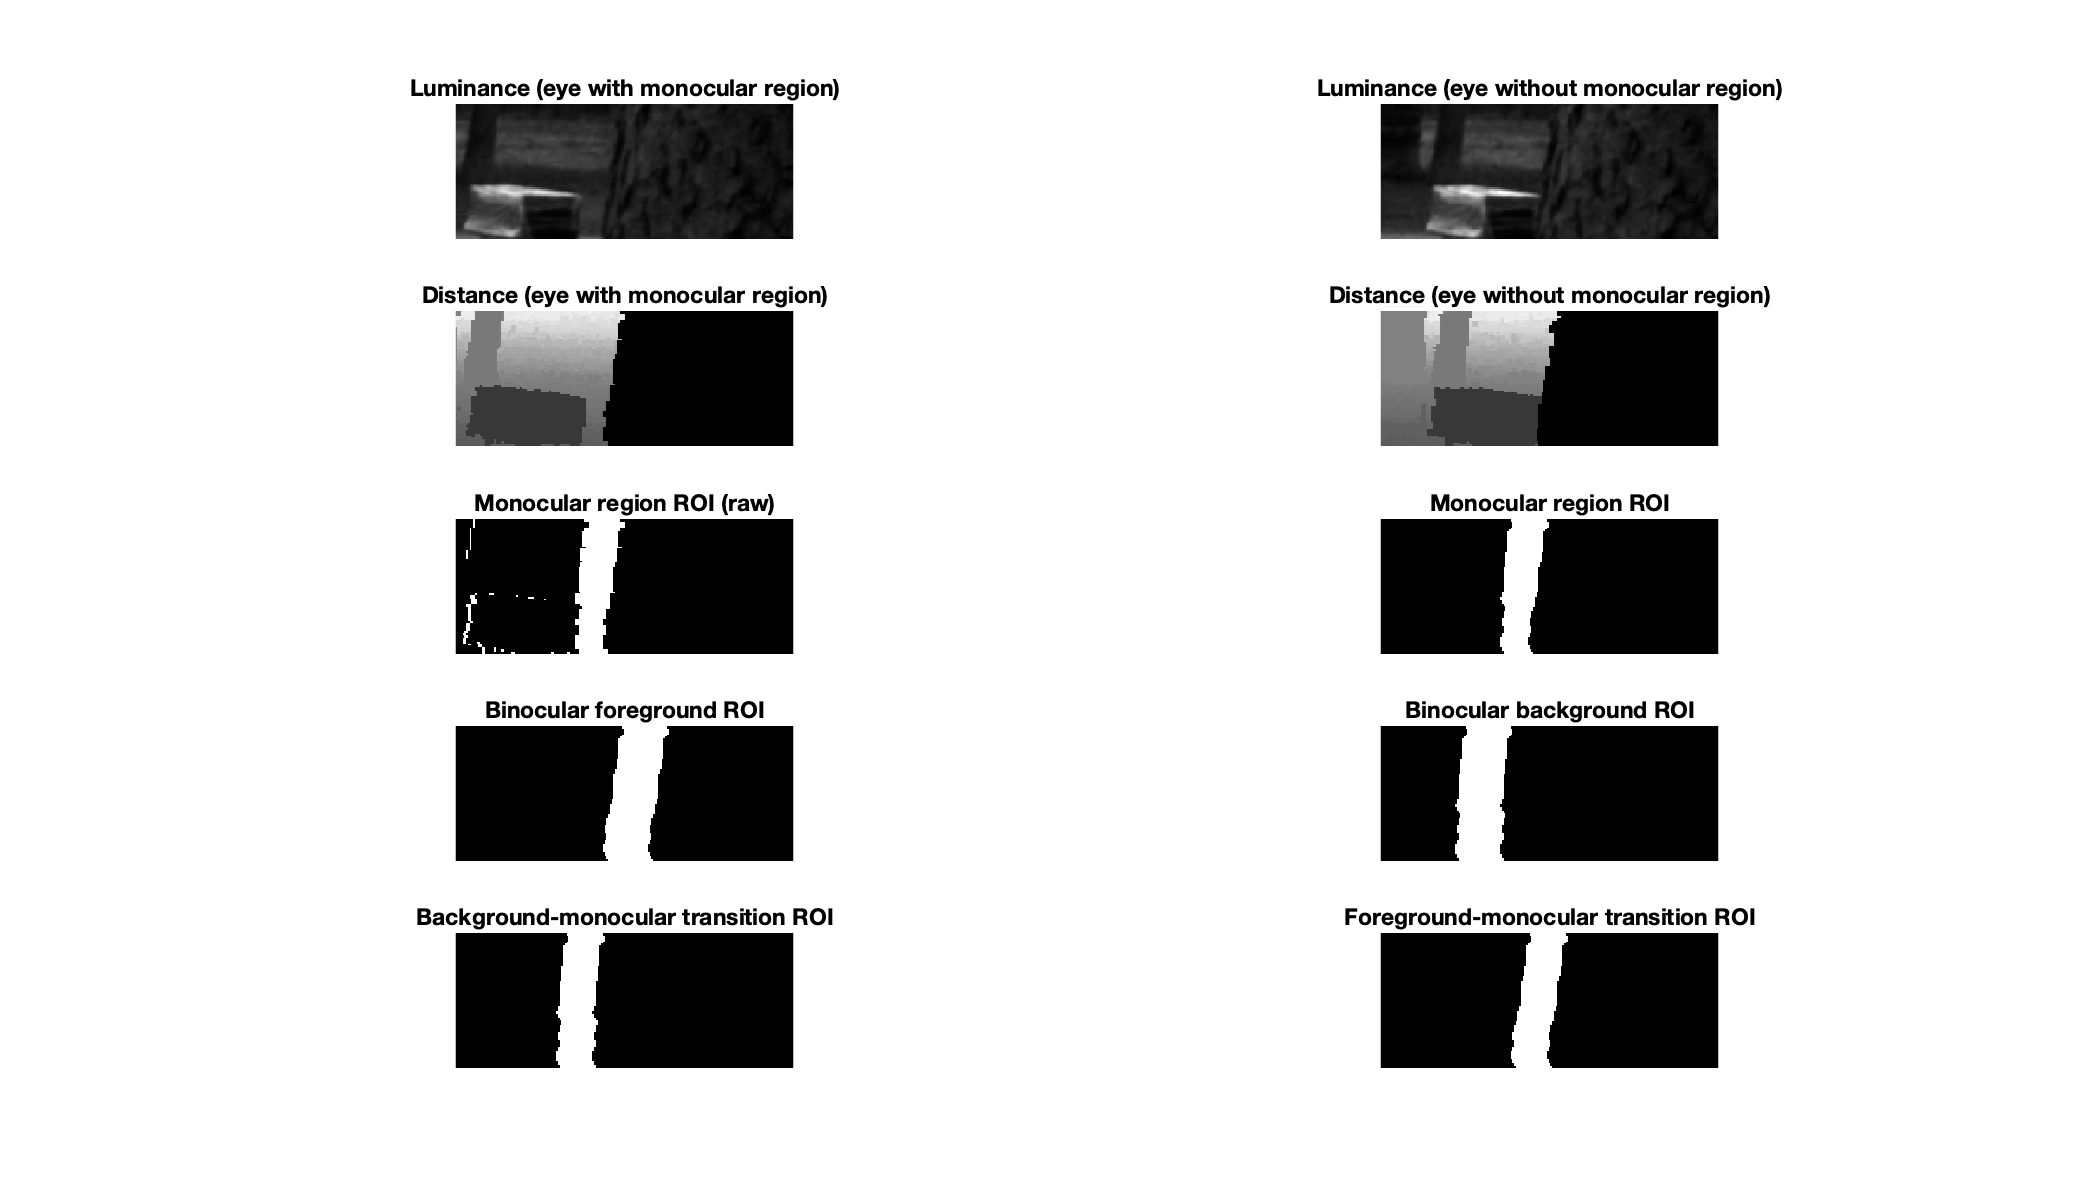 Luminance (eye with monocular region)
Luminance (eye without monocular region)
Distance (eye with monocular region)
Distance (eye without monocular region)
Monocular region ROI (raw)
Monocular region ROI
Binocular foreground ROI
Binocular background ROI
Background-monocular transition ROI
Foreground-monocular transition ROI